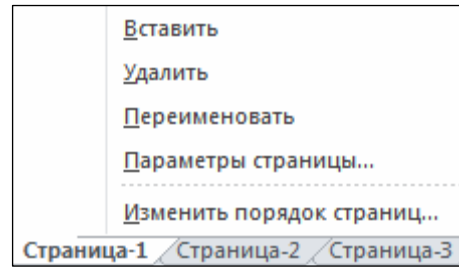 Вставить
Удалить
Переименовать
Параметры страницы...
Изменить порядок страниц...
Страница-1 Страница-2 Страница-3